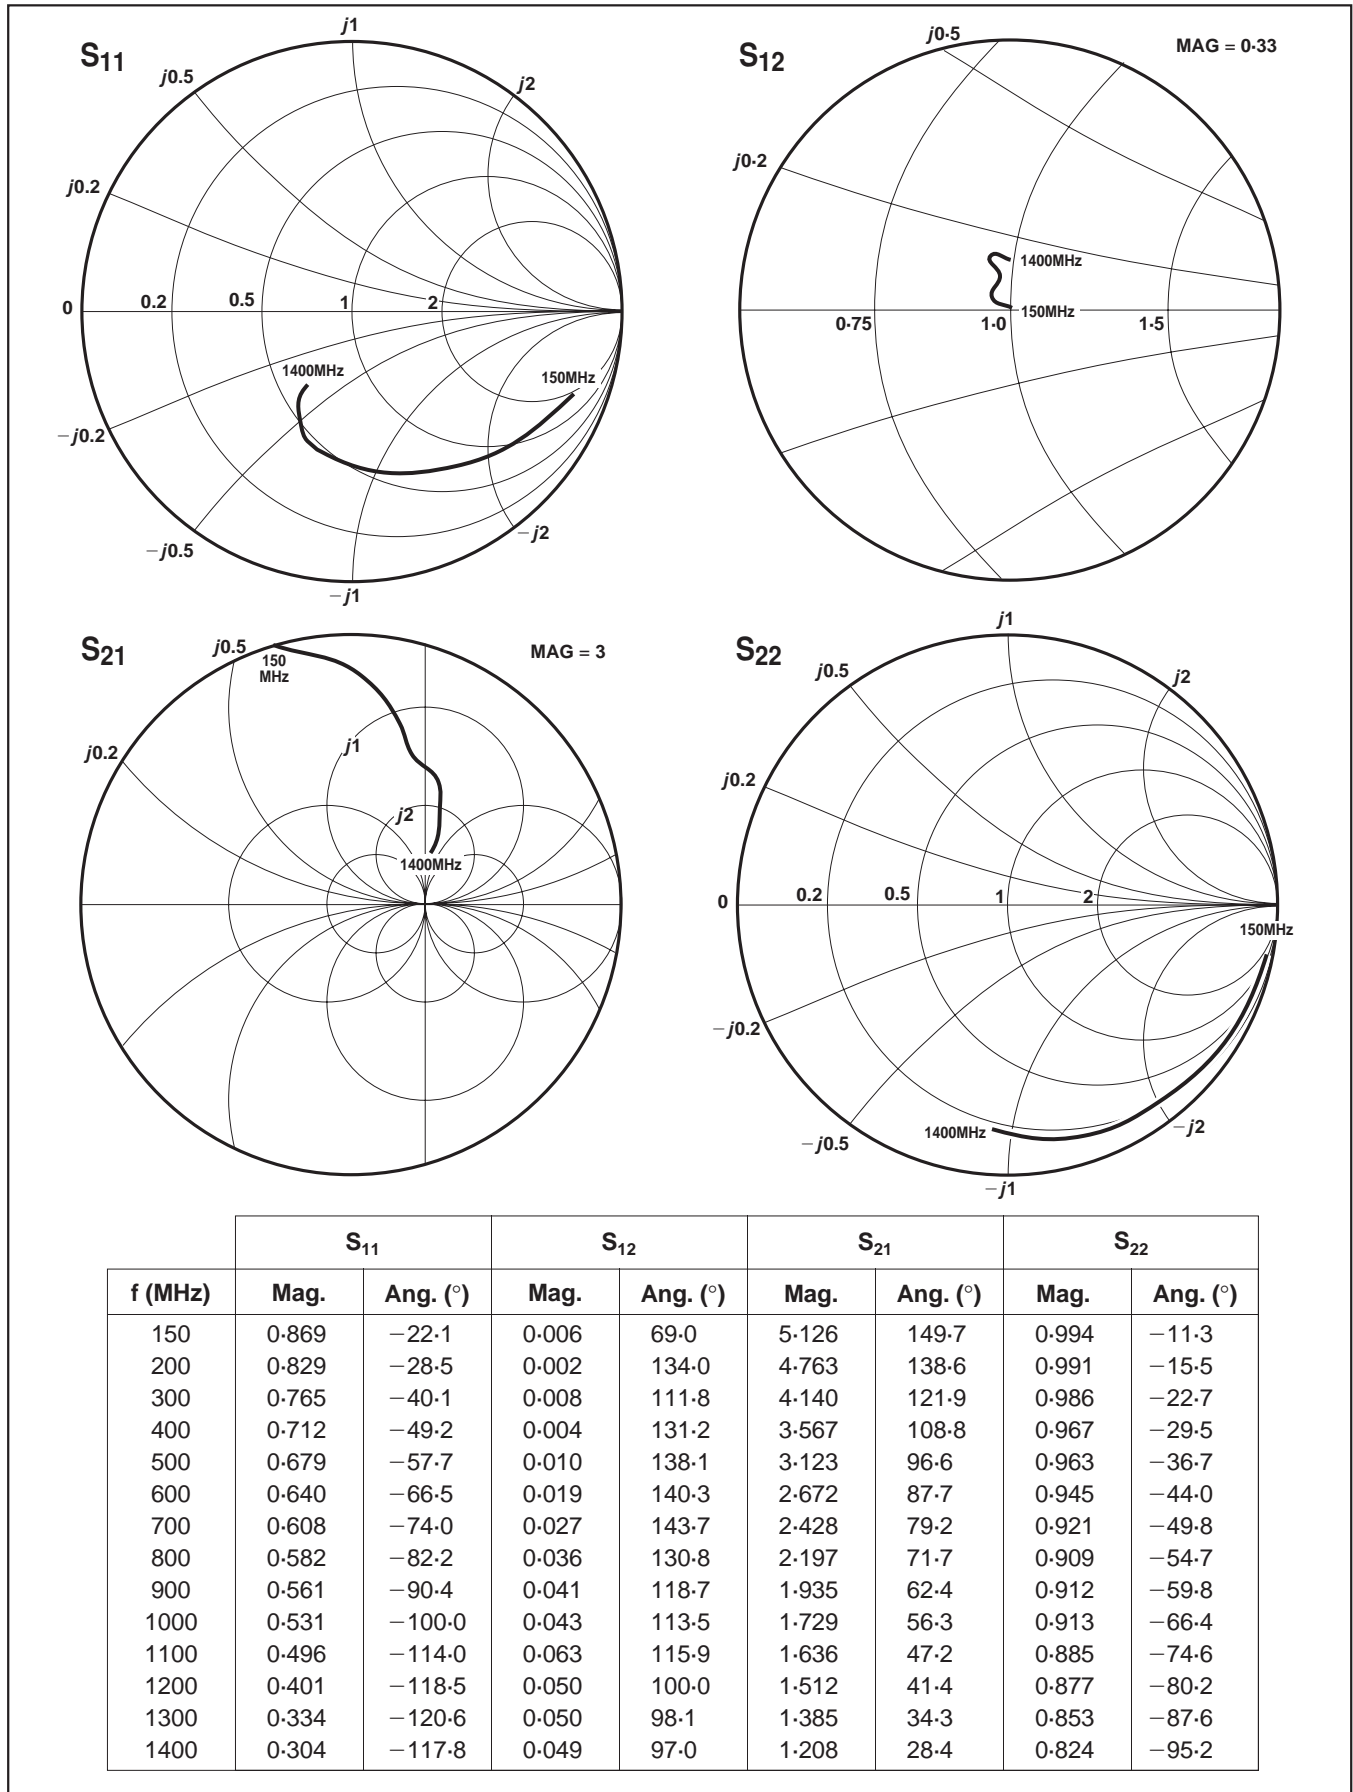 S11
j1
j0.5
j2
j0.2
0
0.2
0.5
1
2
1400MHz
150MHz
−j0.2
−j0.5
−j2
−j1
S12
MAG = 0·33
j0·5
j0·2
1400MHz
150MHz
0·75
1·0
1·5
S21
MAG = 3
j0.5
150
MHz
j0.2
j1
j2
1400MHz
S22
j1
j0.5
j2
j0.2
0
0.2
0.5
1
2
150MHz
−j0.2
1400MHz
−j0.5
−j2
−j1
S11 S12 S21 S22
f (MHz) Mag. Ang. (°) Mag. Ang. (°) Mag. Ang. (°) Mag. Ang. (°)
150 0·869 −22·1 0·006 69·0 5·126 149·7 0·994 −11·3
200 0·829 −28·5 0·002 134·0 4·763 138·6 0·991 −15·5
300 0·765 −40·1 0·008 111·8 4·140 121·9 0·986 −22·7
400 0·712 −49·2 0·004 131·2 3·567 108·8 0·967 −29·5
500 0·679 −57·7 0·010 138·1 3·123 96·6 0·963 −36·7
600 0·640 −66·5 0·019 140·3 2·672 87·7 0·945 −44·0
700 0·608 −74·0 0·027 143·7 2·428 79·2 0·921 −49·8
800 0·582 −82·2 0·036 130·8 2·197 71·7 0·909 −54·7
900 0·561 −90·4 0·041 118·7 1·935 62·4 0·912 −59·8
1000 0·531 −100·0 0·043 113·5 1·729 56·3 0·913 −66·4
1100 0·496 −114·0 0·063 115·9 1·636 47·2 0·885 −74·6
1200 0·401 −118·5 0·050 100·0 1·512 41·4 0·877 −80·2
1300 0·334 −120·6 0·050 98·1 1·385 34·3 0·853 −87·6
1400 0·304 −117·8 0·049 97·0 1·208 28·4 0·824 −95·2